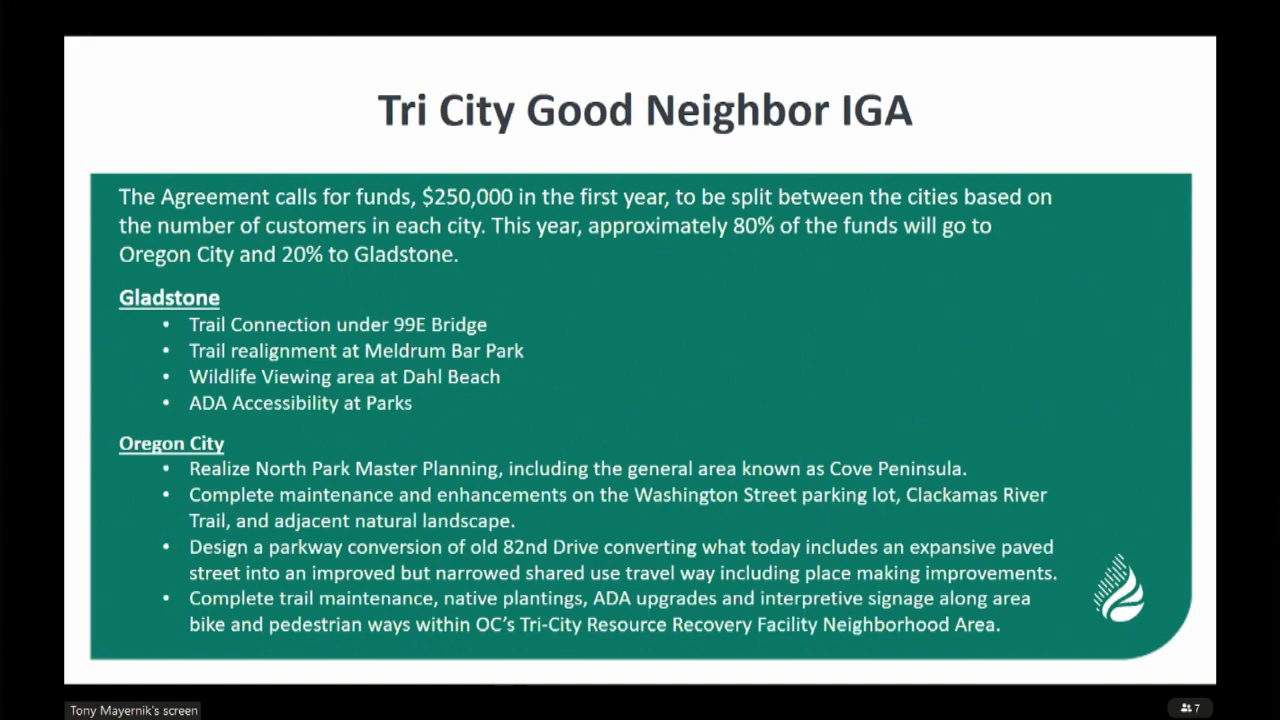 Tri City Good Neighbor IGA
The Agreement calls for funds, $250,000 in the first year, to be split between the cities based on
the number of customers in each city. This year, approximately 80% of the funds will go to
Oregon City and 20% to Gladstone.
Gladstone
• Trail Connection under 99E Bridge
• Trail realignment at Meldrum Bar Park
• Wildlife Viewing area at Dahl Beach
• ADA Accessibility at Parks
Oregon City
• Realize North Park Master Planning, including the general area known as Cove Peninsula.
• Complete maintenance and enhancements on the Washington Street parking lot, Clackamas River
Trail, and adjacent natural landscape.
• Design a parkway conversion of old 82nd Drive converting what today includes an expansive paved
street into an improved but narrowed shared use travel way including place making improvements.
• Complete trail maintenance, native plantings, ADA upgrades and interpretive signage along area
bike and pedestrian ways within OC’s Tri-City Resource Recovery Facility Neighborhood Area.
Tony Mayernik's screen
7